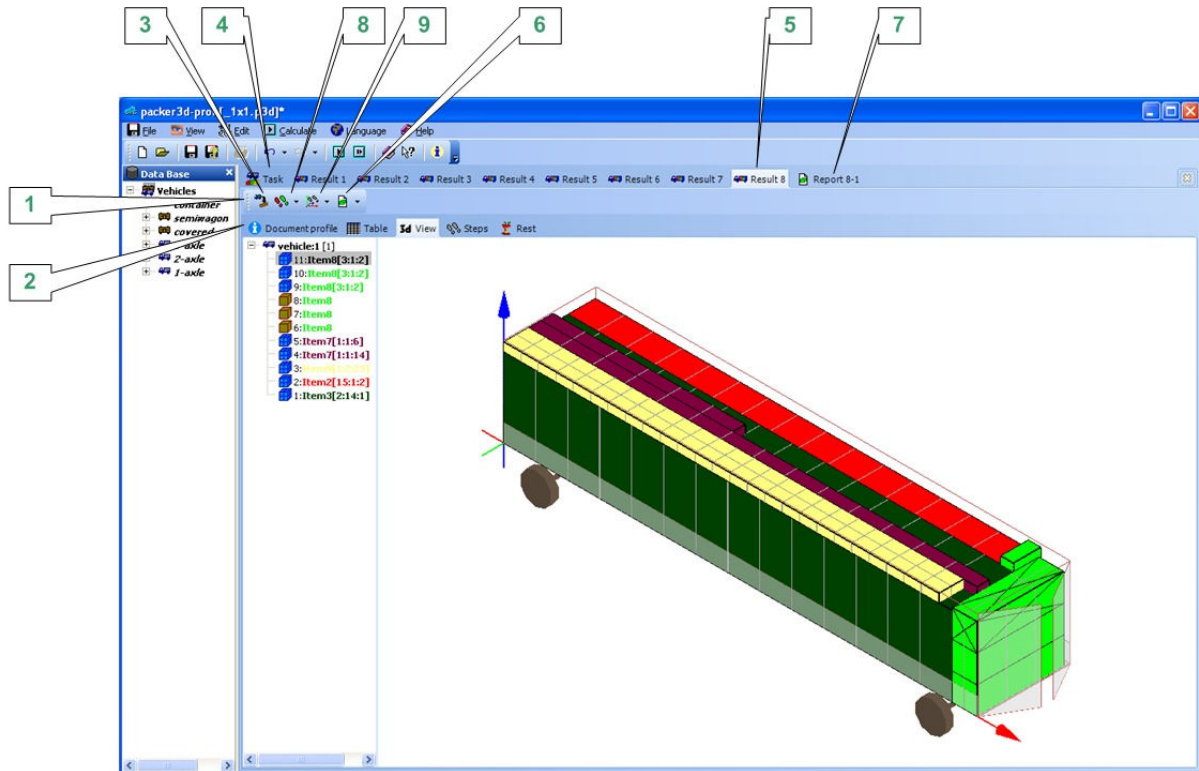 3 4 8 9 6 5 7
packer3d-prof[_1x1.p3d]*
File View Edit Calculate Language Help
Data Base
Task Result 1 Result 2 Result 3 Result 4 Result 5 Result 6 Result 7 Result 8 Report 8-1
Vehicles
1
container
semiwagon
covered
-axle
2-axle
1-axle
2
Document profile Table 3d View Steps Rest
vehicle:1 [1]
11:Item8[3:1:2]
10:Item8[3:1:2]
9:Item8[3:1:2]
8:Item8
7:Item8
6:Item8
5:Item7[1:1:6]
4:Item7[1:1:14]
3:
2:Item2[15:1:2]
1:Item3[2:14:1]